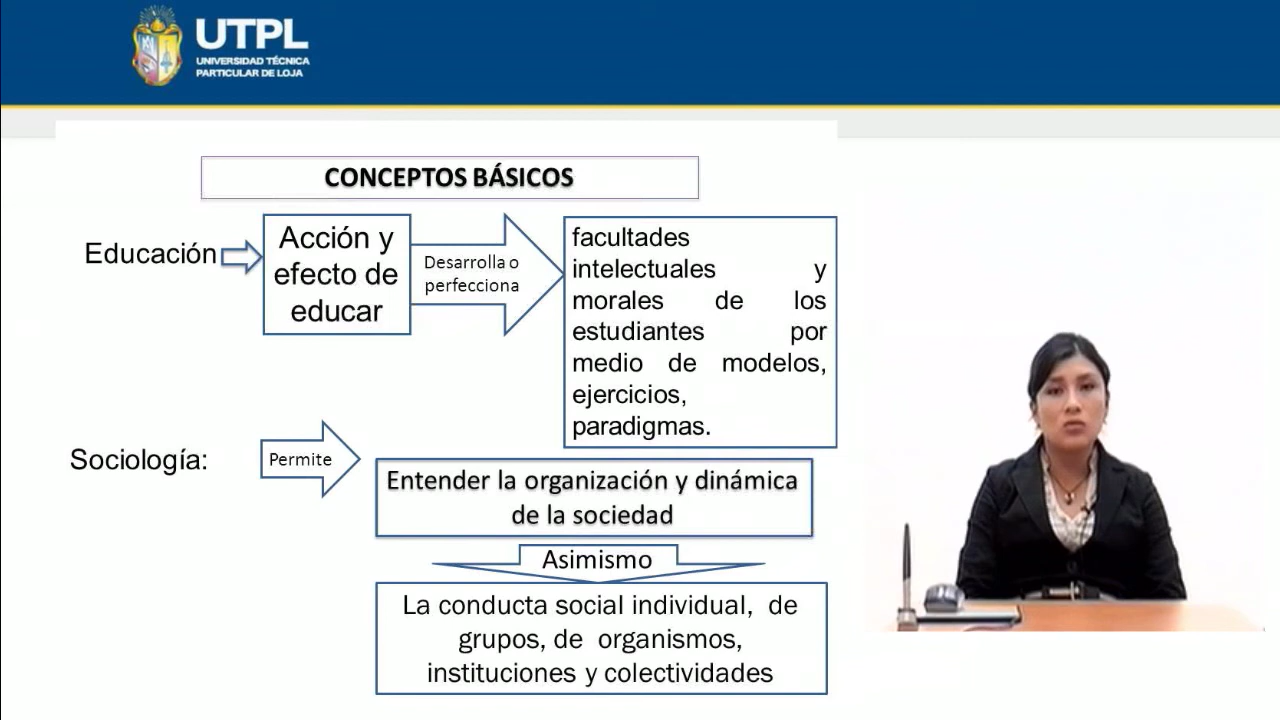 UTPL
UNIVERSIDAD TÉCNICA
PARTICULAR DE LOJA
CONCEPTOS BÁSICOS
Educación
Acción y
efecto de
educar
Desarrolla o
perfecciona
facultades
intelectuales y
morales de los
estudiantes por
medio de modelos,
ejercicios,
paradigmas.
Sociología:
Permite
Entender la organización y dinámica
de la sociedad
Asimismo
La conducta social individual, de
grupos, de organismos,
instituciones y colectividades